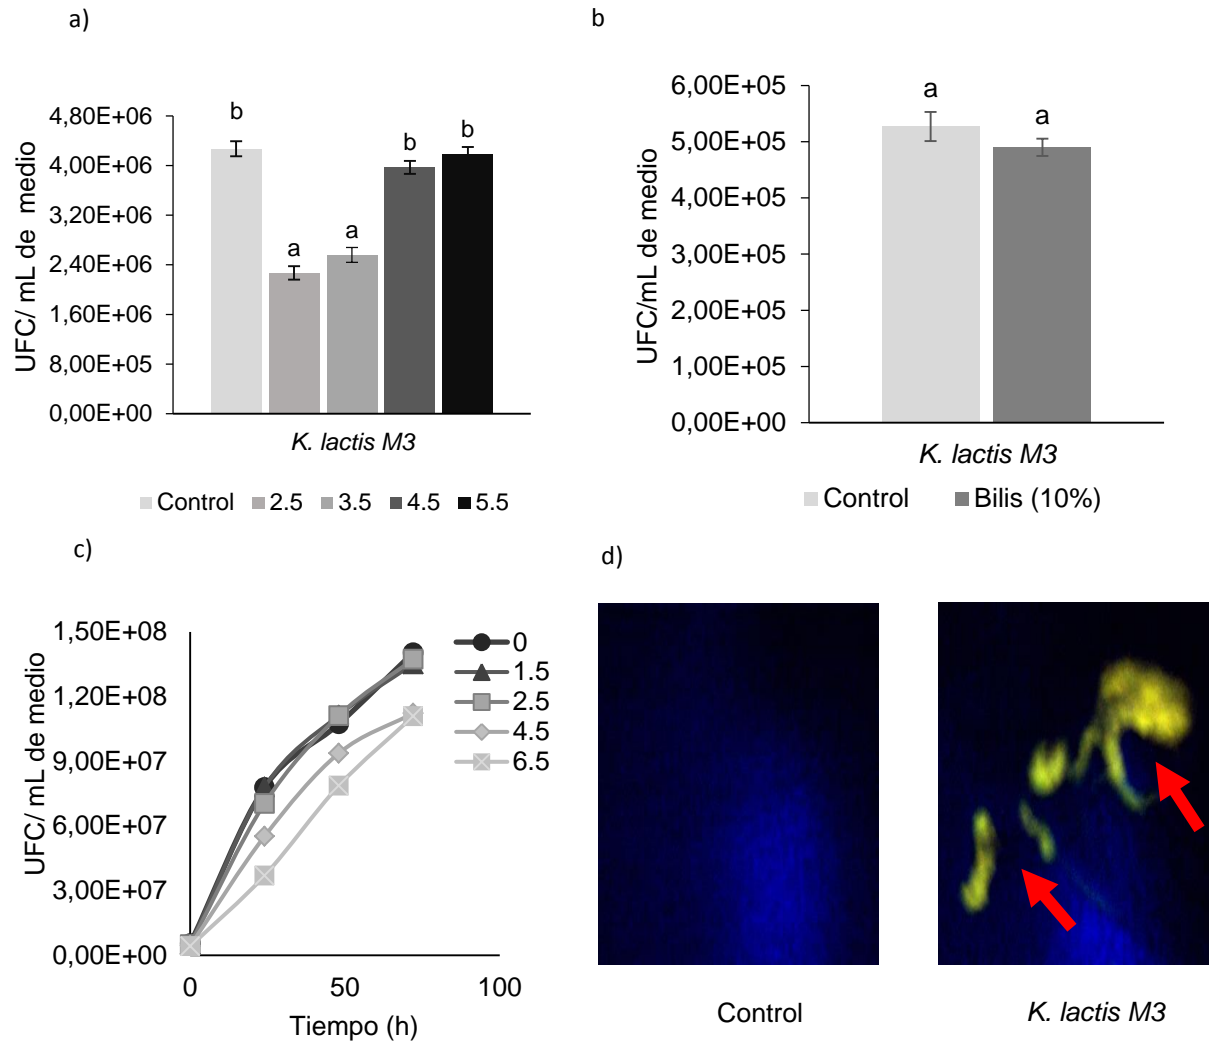 a)
b
b
a
a
b
b
4,80E+06
4,00E+06
3,20E+06
2,40E+06
1,60E+06
8,00E+05
0,00E+00
UFC/ mL de medio
K. lactis M3
Control 2.5 3.5 4.5 5.5
a
a
6,00E+05
5,00E+05
4,00E+05
3,00E+05
2,00E+05
1,00E+05
0,00E+00
UFC/mL de medio
K. lactis M3
Control Bilis (10%)
c)
1,50E+08
1,20E+08
9,00E+07
6,00E+07
3,00E+07
0,00E+00
UFC/ mL de medio
0 50 100
Tiempo (h)
0
1.5
2.5
4.5
6.5
d)
Control
K. lactis M3